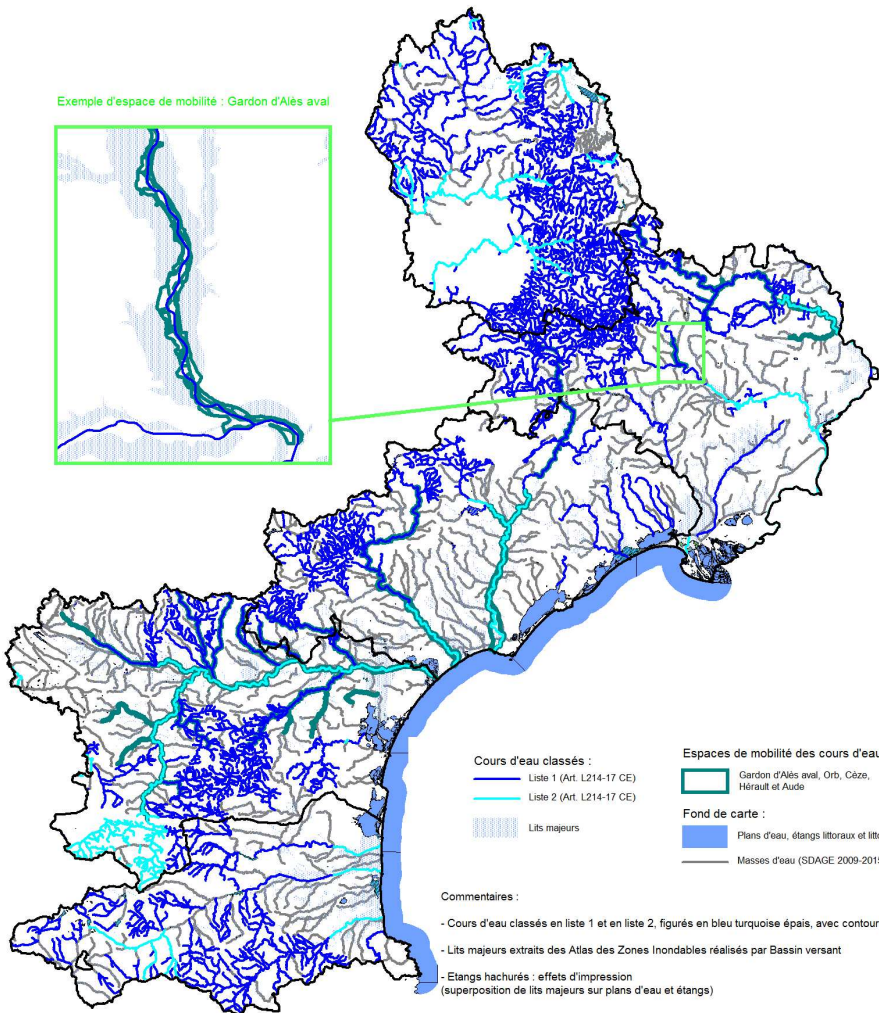 Exemple d'espace de mobilité : Gardon d'Alès aval
Cours d'eau classés :
Liste 1 (Art. L214-17 CE)
Liste 2 (Art. L214-17 CE)
Lits majeurs
Espaces de mobilité des cours d'eau
Gardon d'Alès aval, Orb, Cèze,
Hérault et Aude
Fond de carte :
Plans d'eau, étangs littoraux et
Masses d'eau (SDAGE 2009-2015
Commentaires :
- Cours d'eau classés en liste 1 et en liste 2, figurés en bleu turquoise épais, avec contour
- Lits majeurs extraits des Atlas des Zones Inondables réalisés par Bassin versant
- Etangs hachurés : effets d'impression
(superposition de lits majeurs sur plans d'eau et étangs)